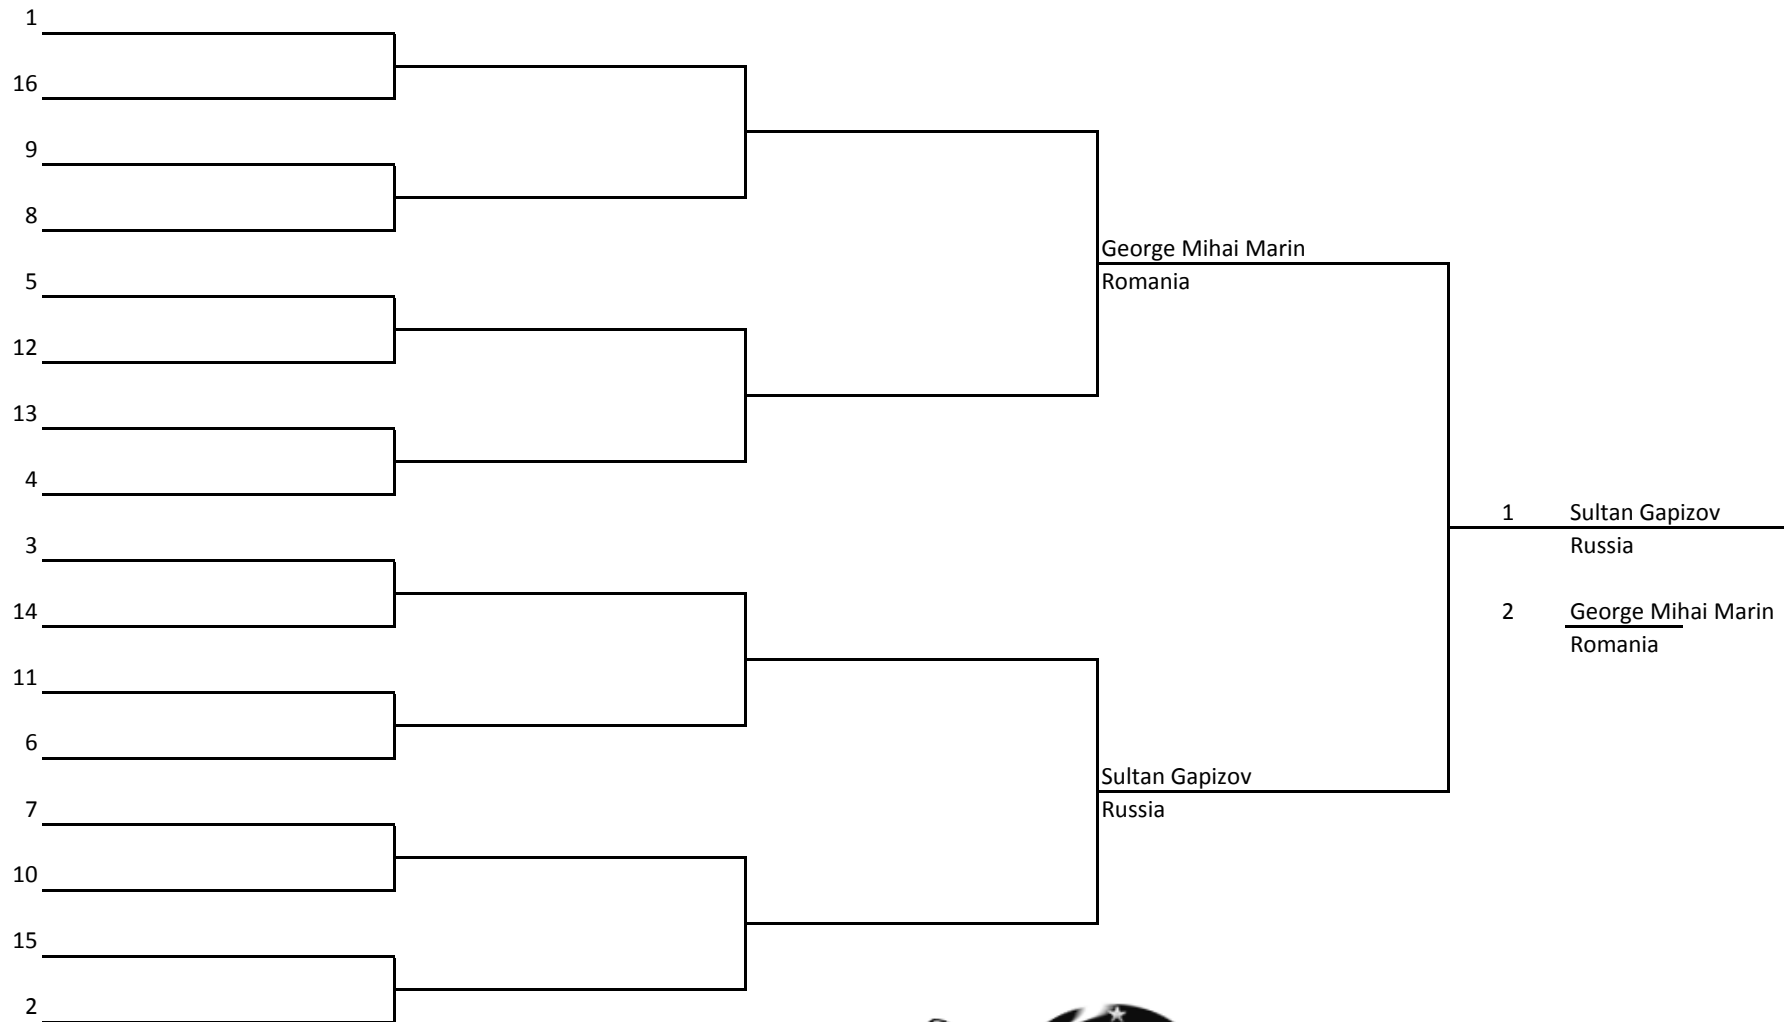 1
16
9
8
George Mihai Marin
5
Romania
12
13
4
1 Sultan Gapizov
3
Russia
14
2 George Mihai Marin
Romania
11
6
Sultan Gapizov
7
Russia
10
15
2